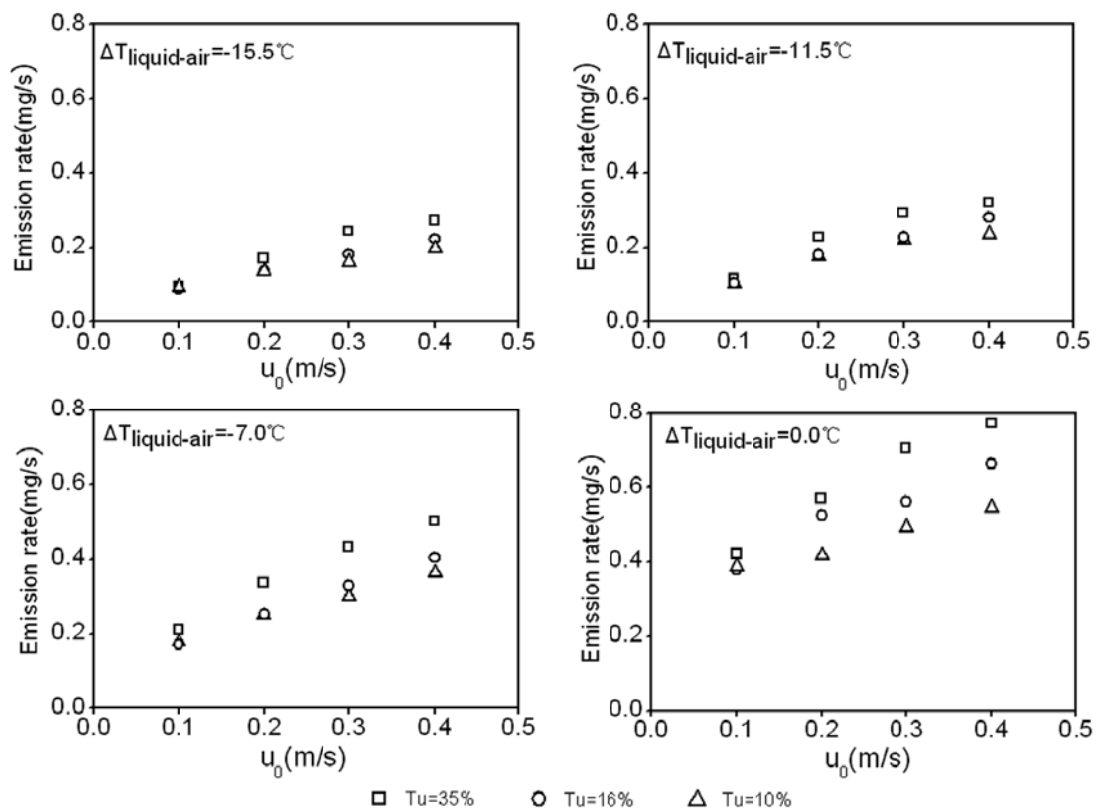 0.8
ΔTliquid-air=-15.5℃
0.6
0.4
0.2
0.0
Emission rate(mg/s)
0.0 0.1 0.2 0.3 0.4 0.5
u0(m/s)
0.8
ΔTliquid-air=-11.5℃
0.6
0.4
0.2
0.0
Emission rate(mg/s)
0.0 0.1 0.2 0.3 0.4 0.5
u0(m/s)
0.8
ΔTliquid-air=-7.0℃
0.6
0.4
0.2
0.0
Emission rate(mg/s)
0.0 0.1 0.2 0.3 0.4 0.5
u0(m/s)
0.8
ΔTliquid-air=0.0℃
0.6
0.4
0.2
0.0
Emission rate(mg/s)
0.0 0.1 0.2 0.3 0.4 0.5
u0(m/s)
Tu=35% Tu=16% Tu=10%